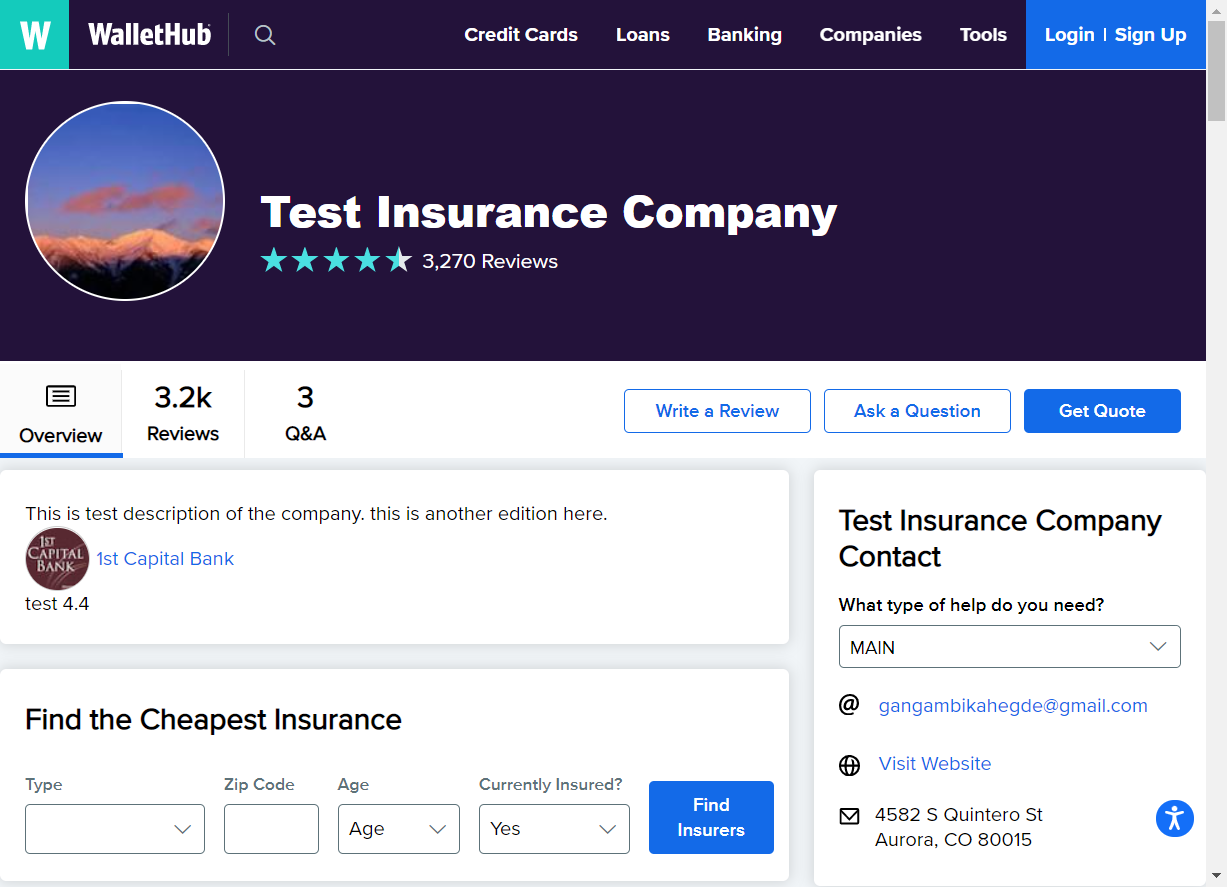 W WalletHub Credit Cards Loans Banking Companies Tools Login | Sign Up
Test Insurance Company
3,270 Reviews
Overview
3.2k
Reviews
3
Q&A
Write a Review
Ask a Question
Get Quote
This is test description of the company. this is another edition here.
1ST
CAPITAL
BANK
1st Capital Bank
test 4.4
Find the Cheapest Insurance
Type
Zip Code
Age
Age
Currently Insured?
Yes
Find
Insurers
Test Insurance Company
Contact
What type of help do you need?
MAIN
@ gangambikahegde@gmail.com
Visit Website
4582 S Quintero St
Aurora, CO 80015